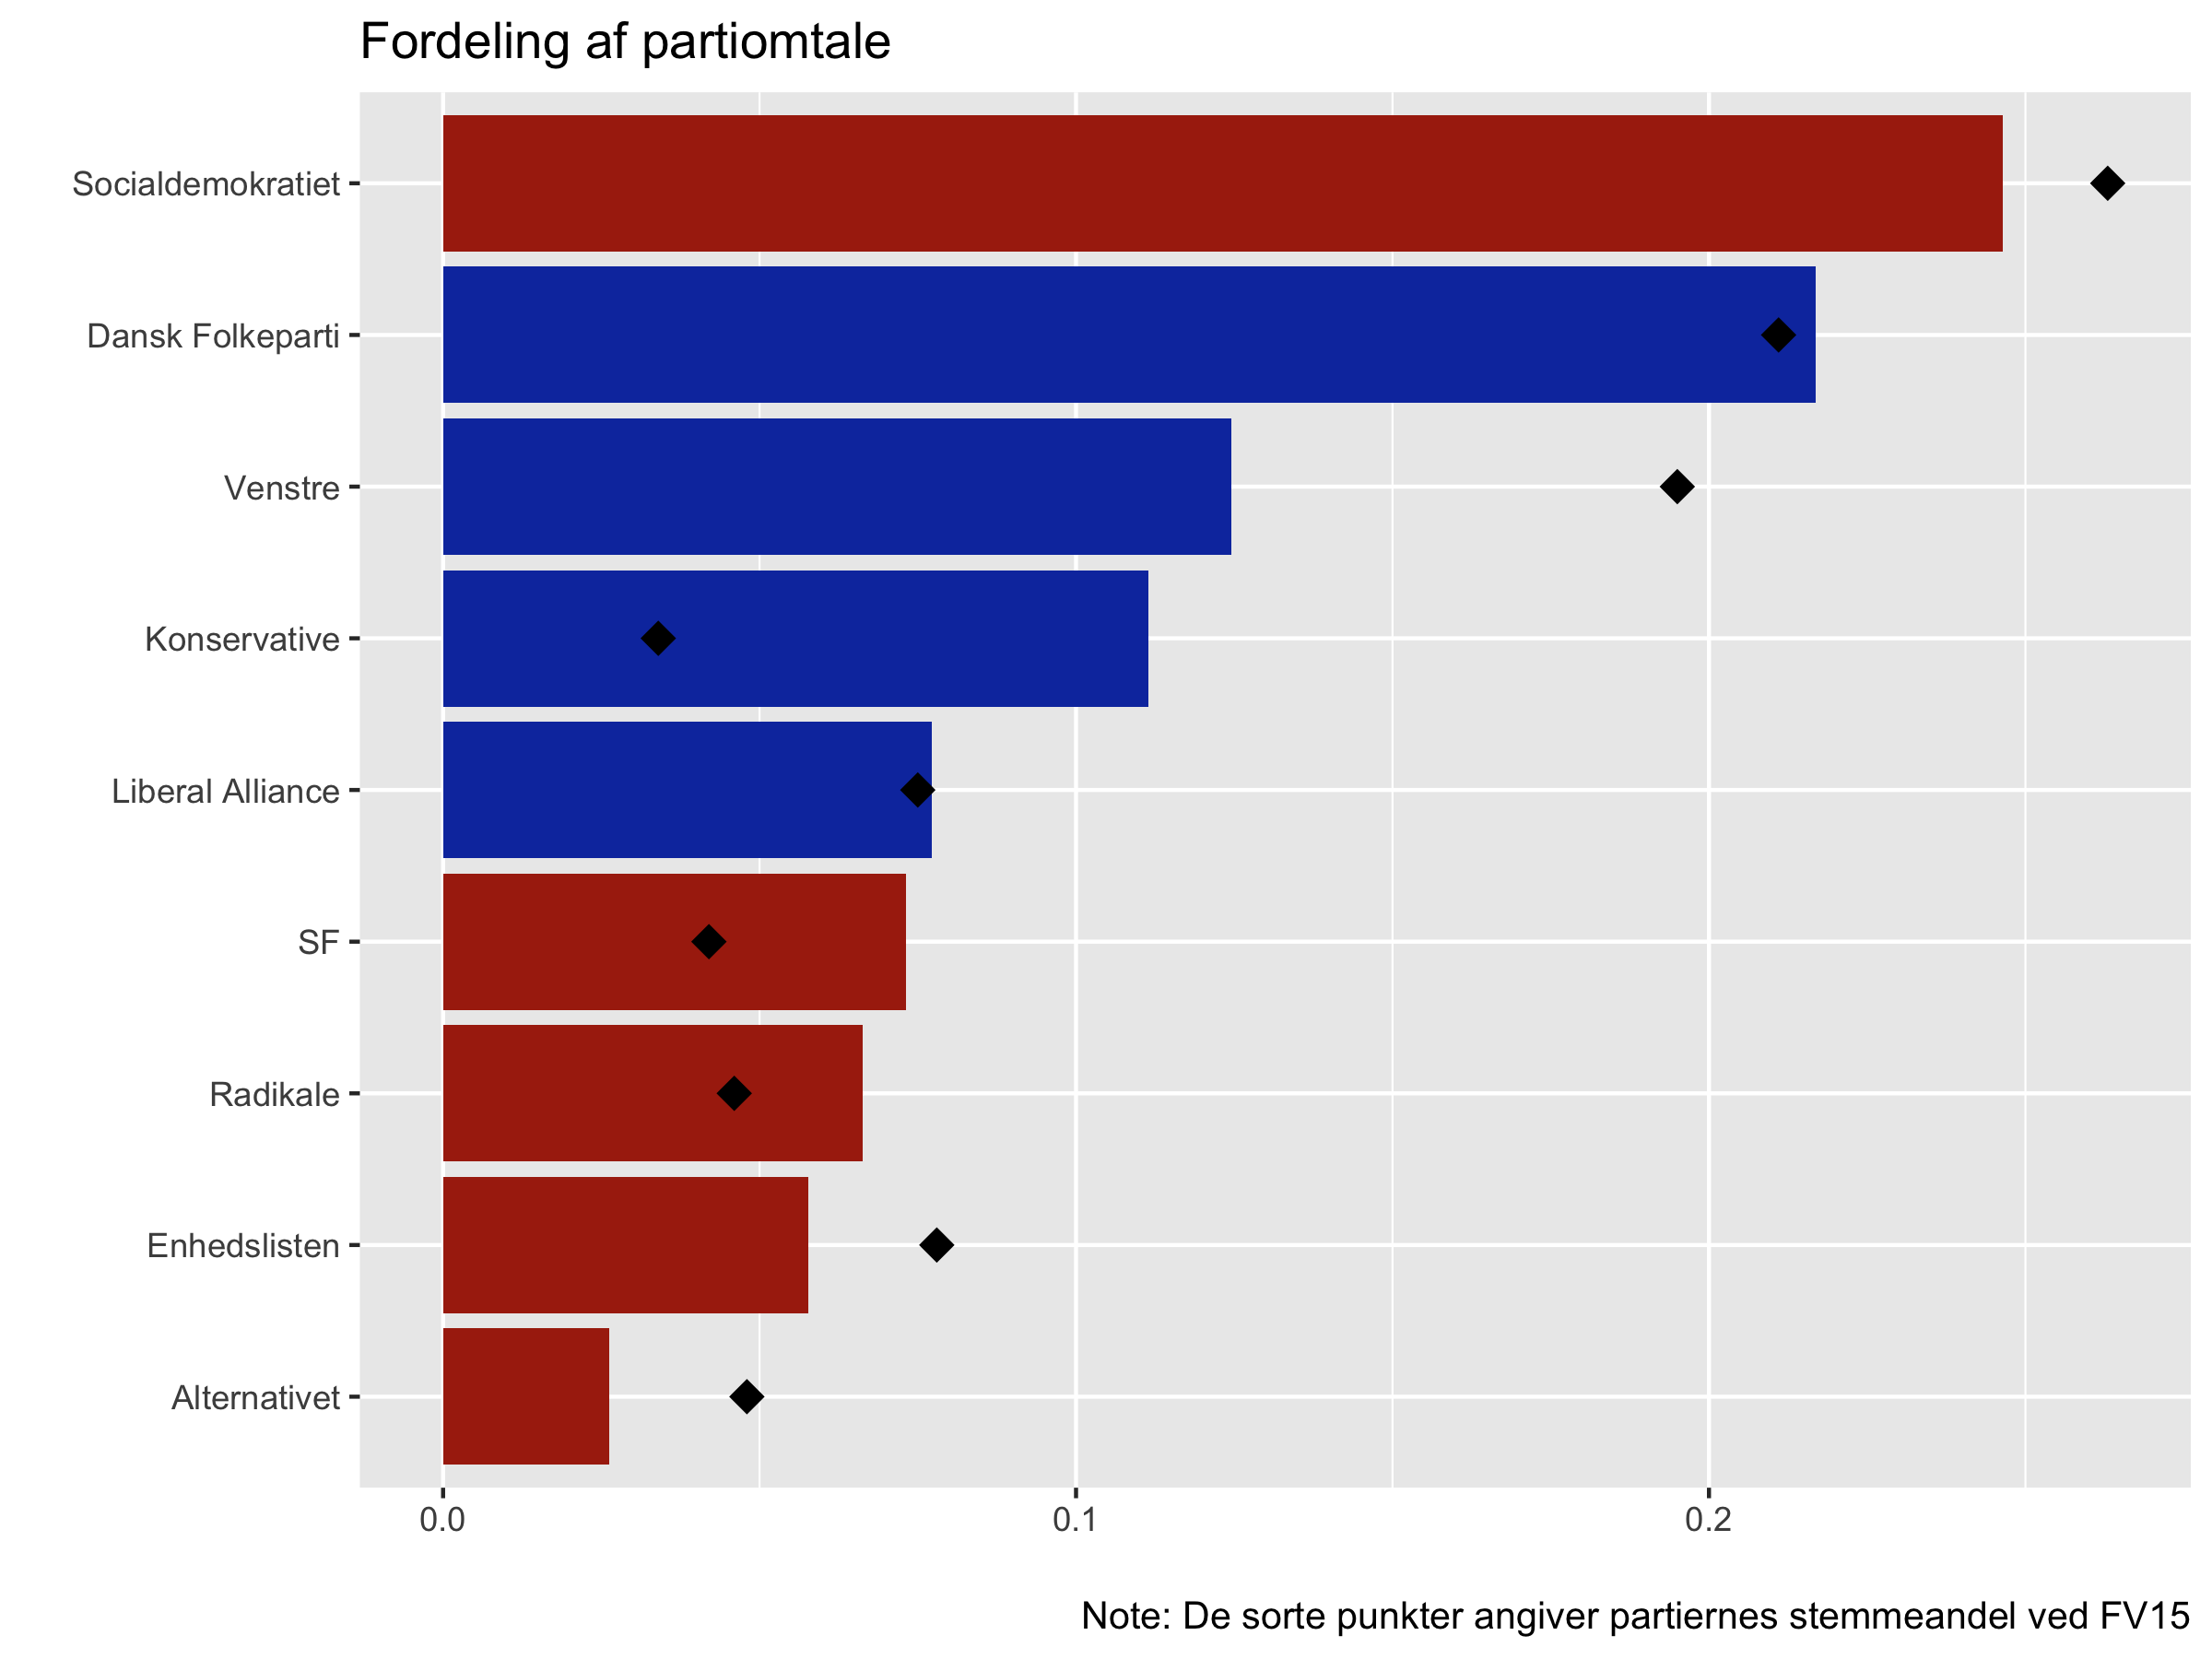 Fordeling af partiomtale
Socialdemokratiet
Dansk Folkeparti
Venstre
Konservative
Liberal Alliance
SF
Radikale
Enhedslisten
Alternativet
0.0 0.1 0.2
Note: De sorte punkter angiver partiernes stemmeandel ved FV15